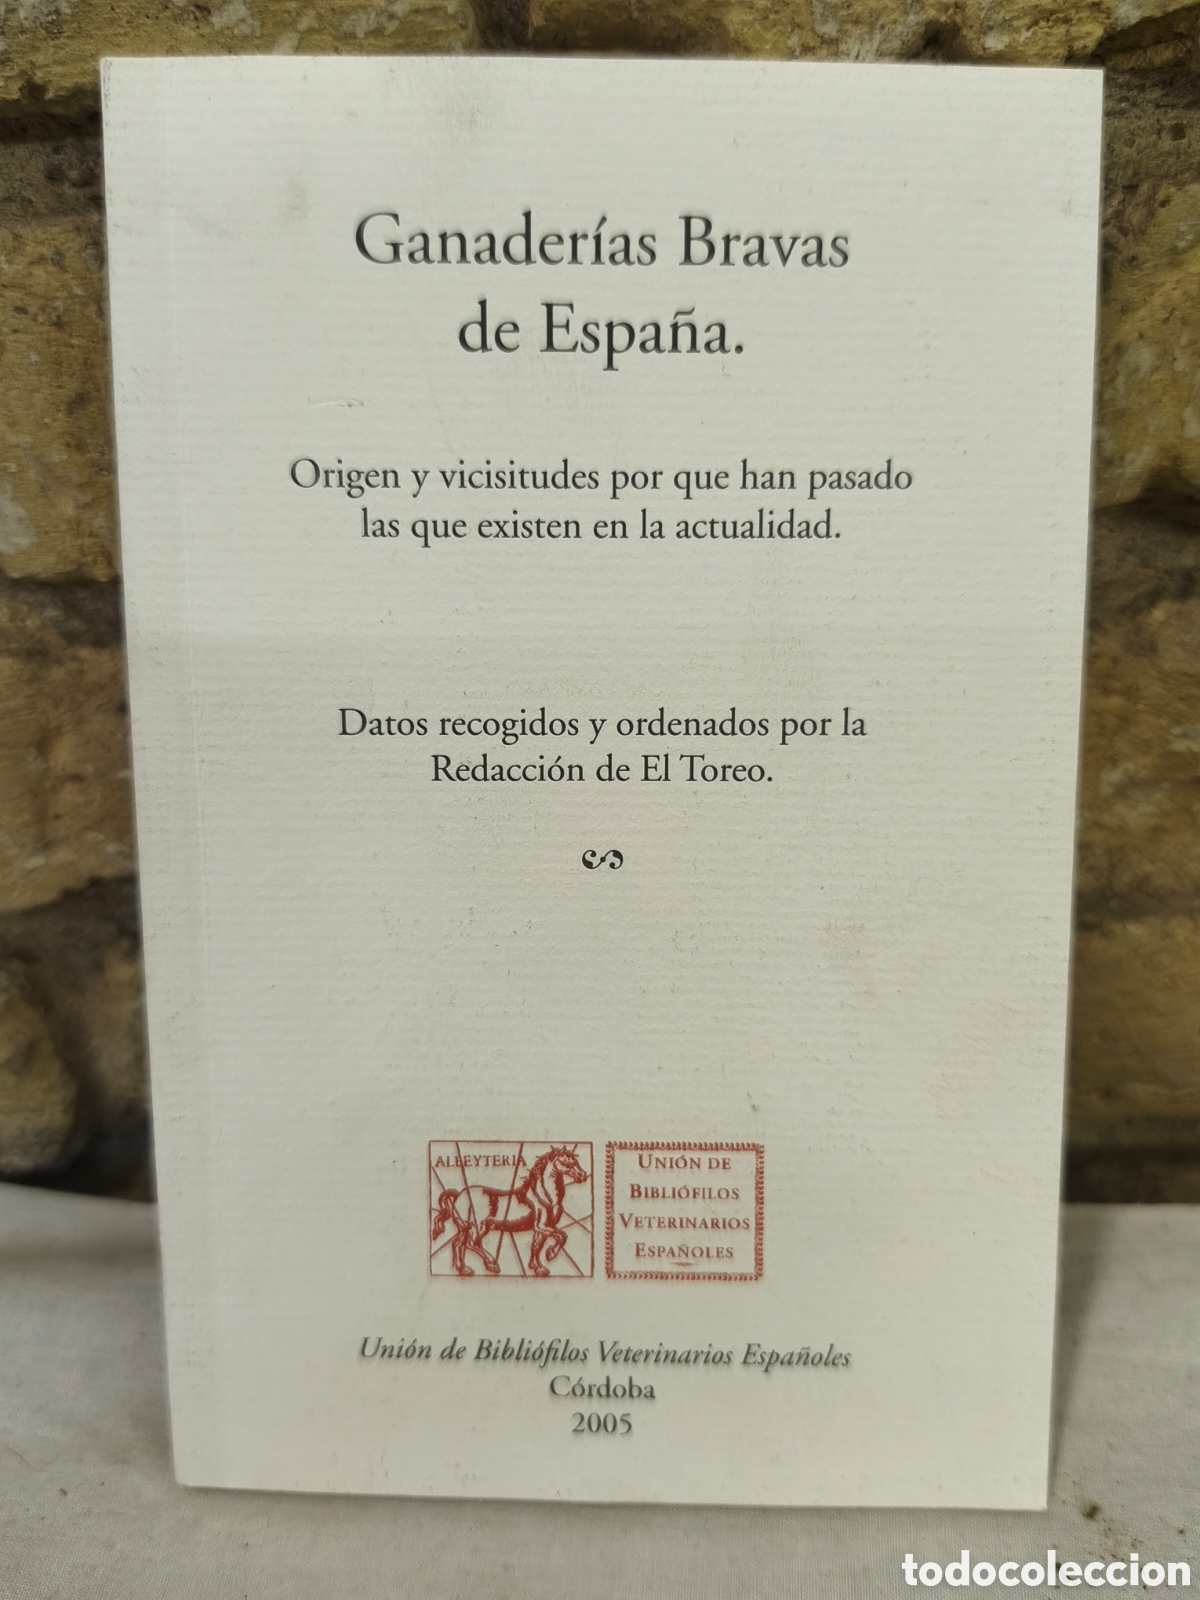 Ganaderías Bravas
de España.
Origen y vicisitudes por que han pasado
las que existen en la actualidad.
Datos recogidos y ordenados por la
Redacción de El Toreo.
ALBEYTERIA
UNIÓN DE
BIBLIÓFILOS
VETERINARIOS
ESPAÑOLES
Unión de Bibliófilos Veterinarios Españoles
Córdoba
2005
todocoleccion